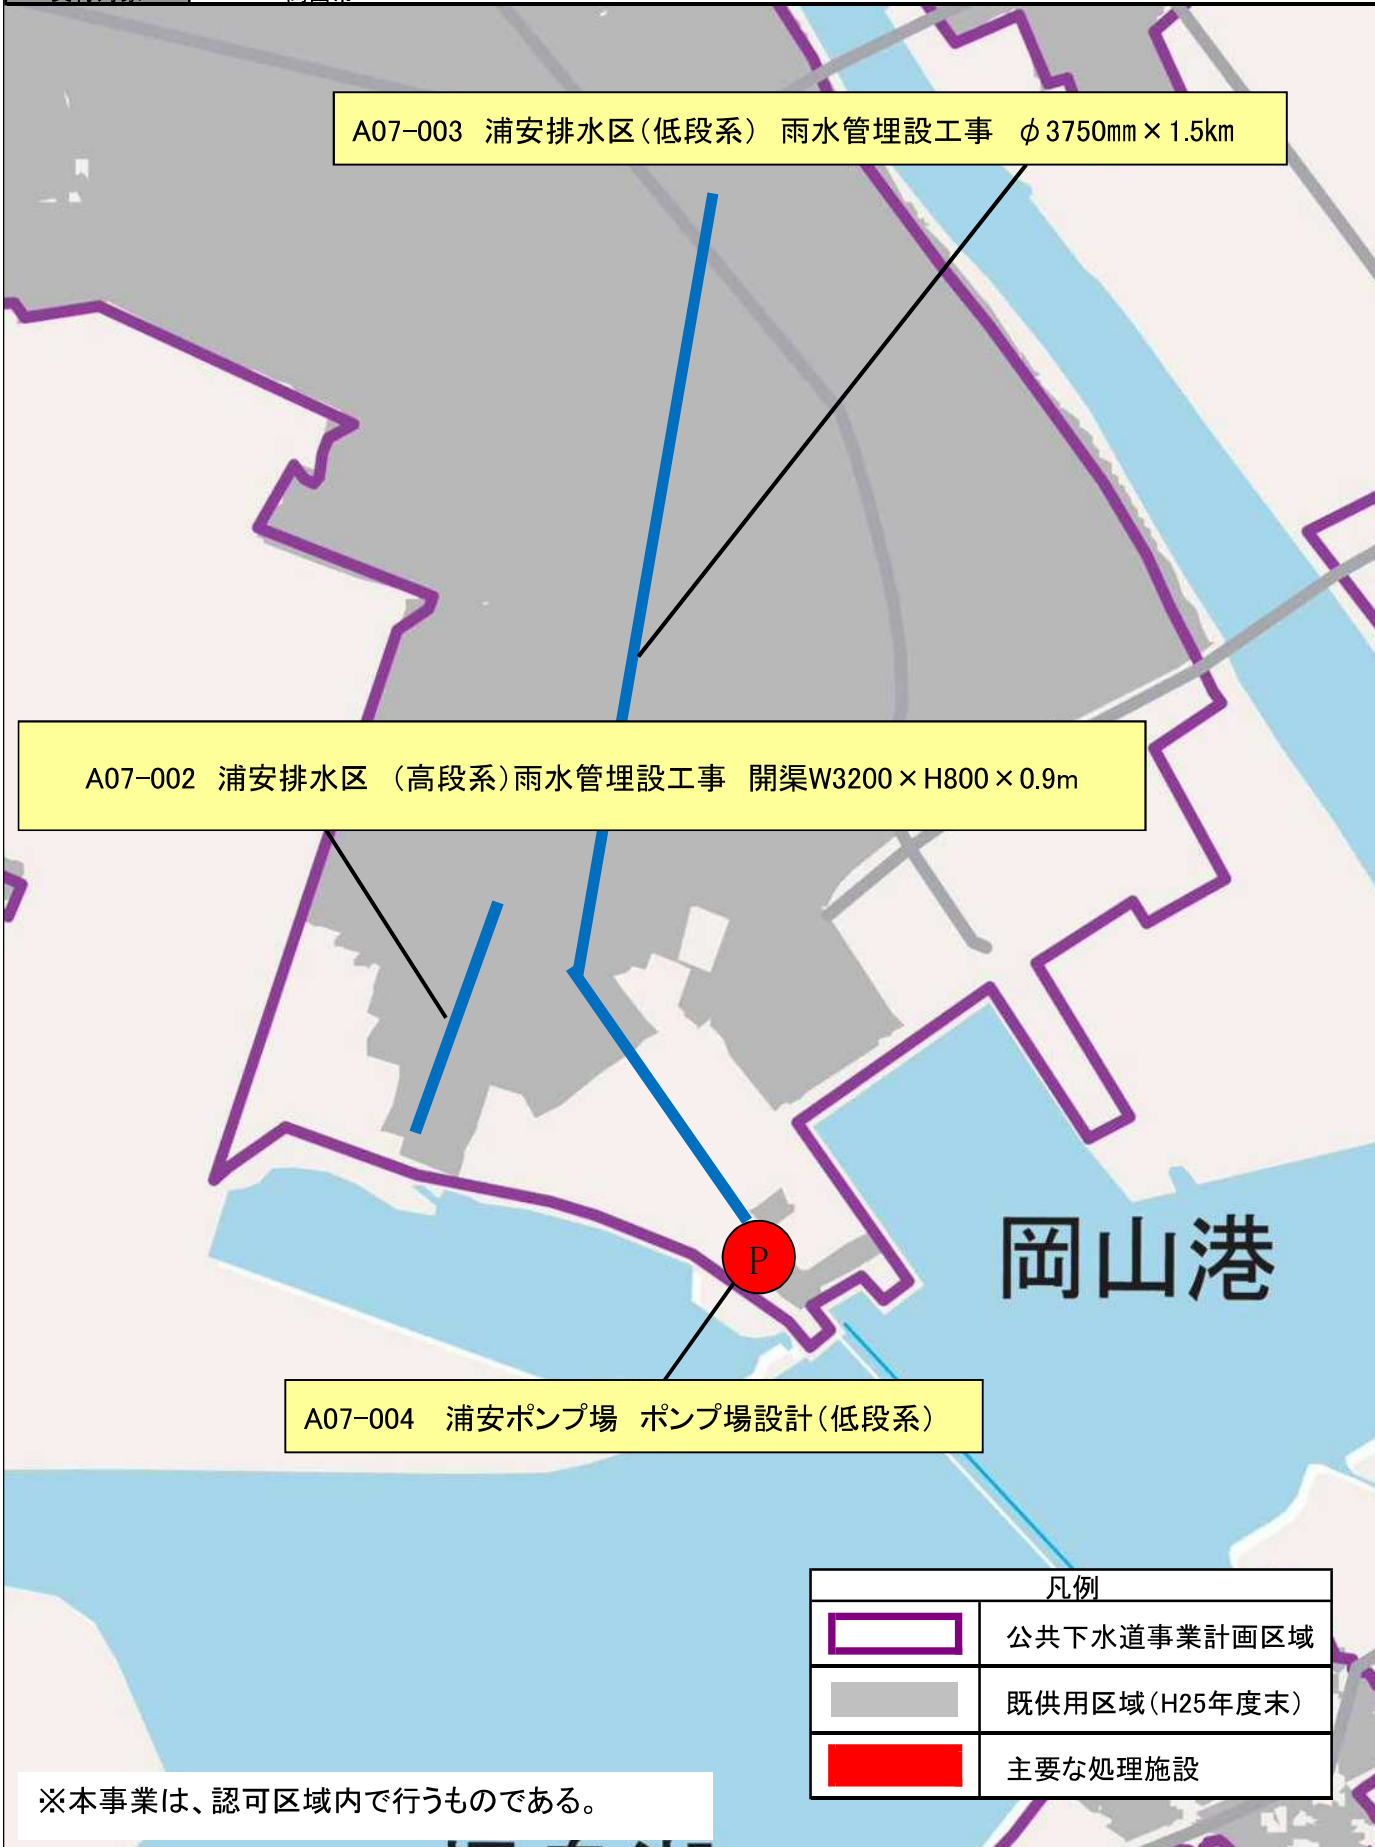 A07-003 浦安排水区(低段系) 雨水管埋設工事 φ3750mm×1.5km
A07-002 浦安排水区 (高段系)雨水管埋設工事 開渠W3200×H800×0.9m
P
岡山港
A07-004 浦安ポンプ場 ポンプ場設計(低段系)
凡例
公共下水道事業計画区域
既供用区域(H25年度末)
主要な処理施設
※本事業は、認可区域内で行うものである。